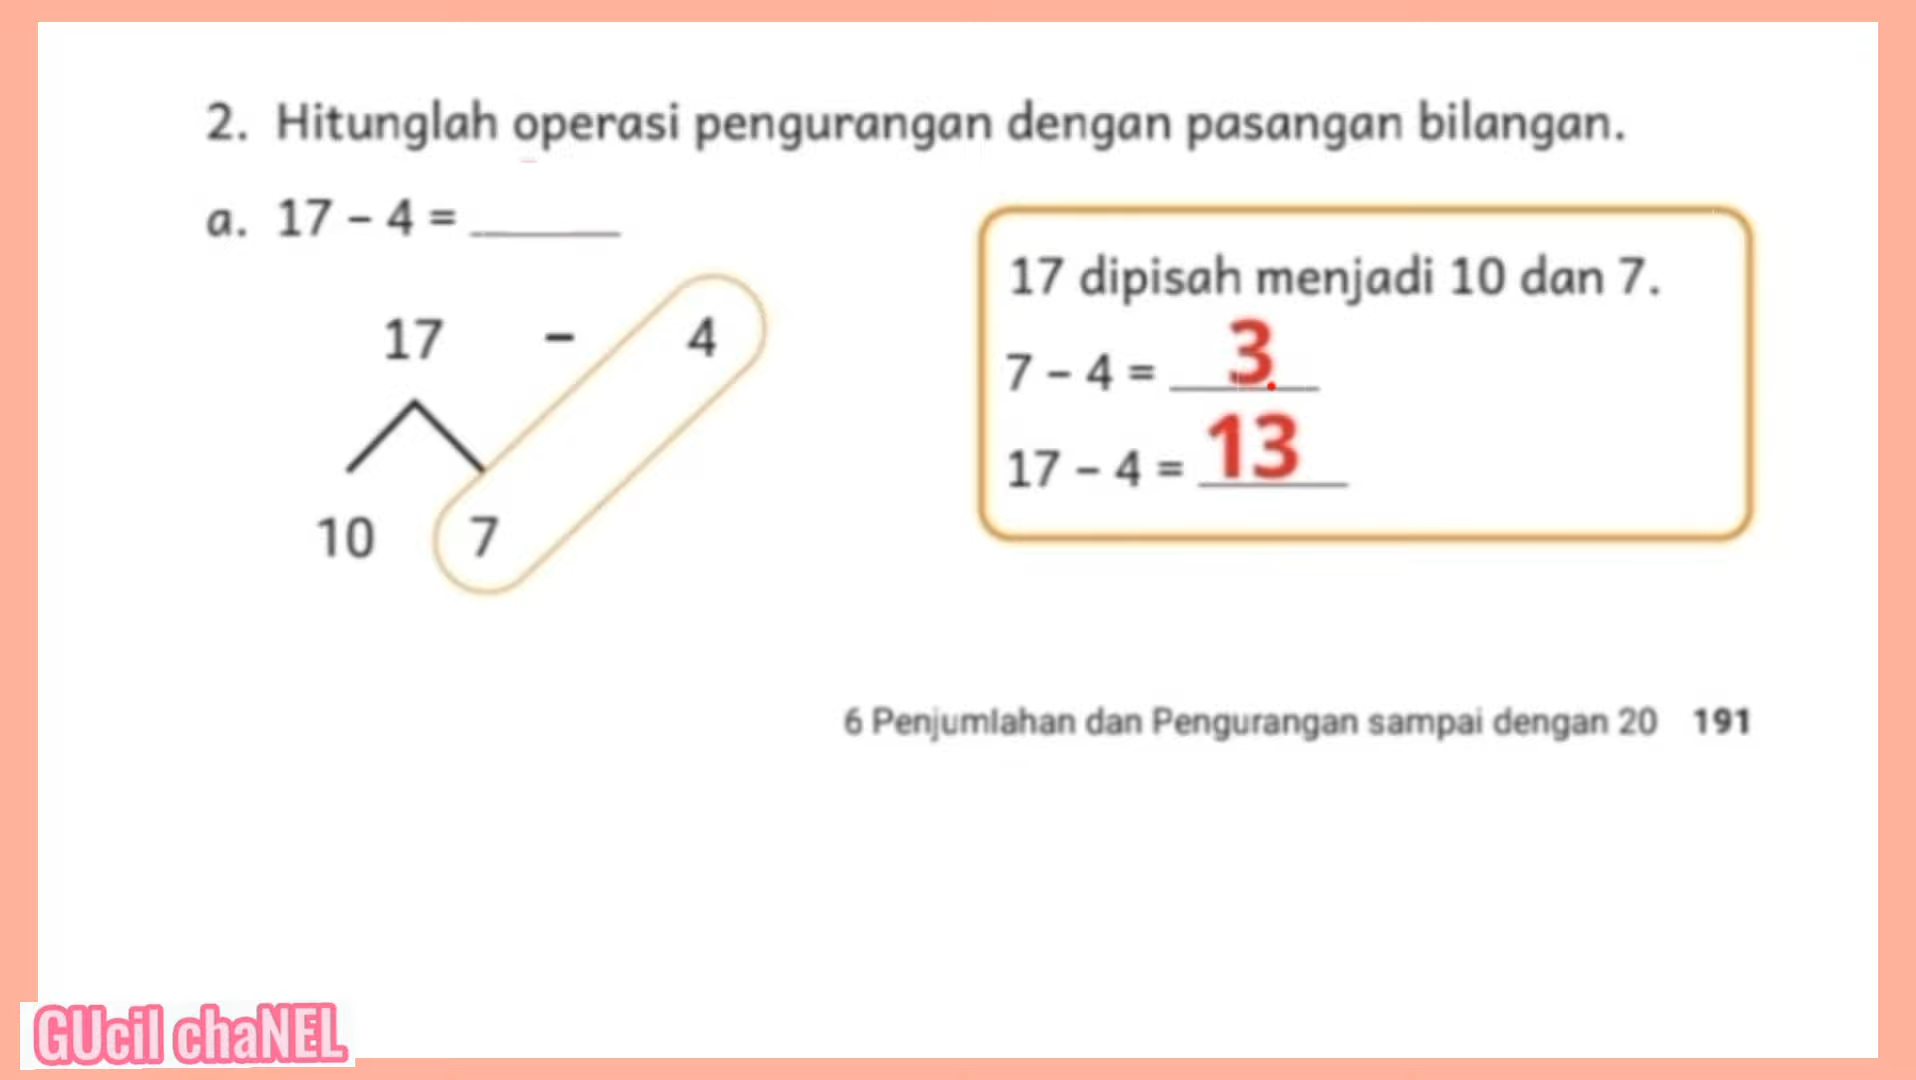 2. Hitunglah operasi pengurangan dengan pasangan bilangan.
a. 17 – 4 = ______
17 – 4
10 7
17 dipisah menjadi 10 dan 7.
7 – 4 = 3
17 – 4 = 13
6 Penjumlahan dan Pengurangan sampai dengan 20 191
GUcil chaNEL